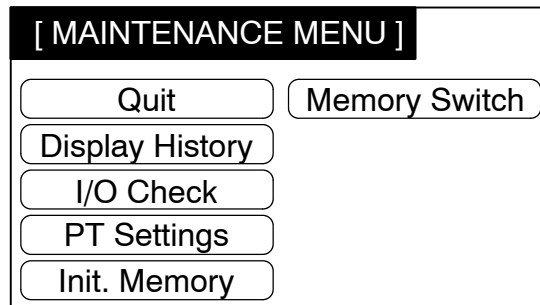 [ MAINTENANCE MENU ]
Quit
Memory Switch
Display History
I/O Check
PT Settings
Init. Memory